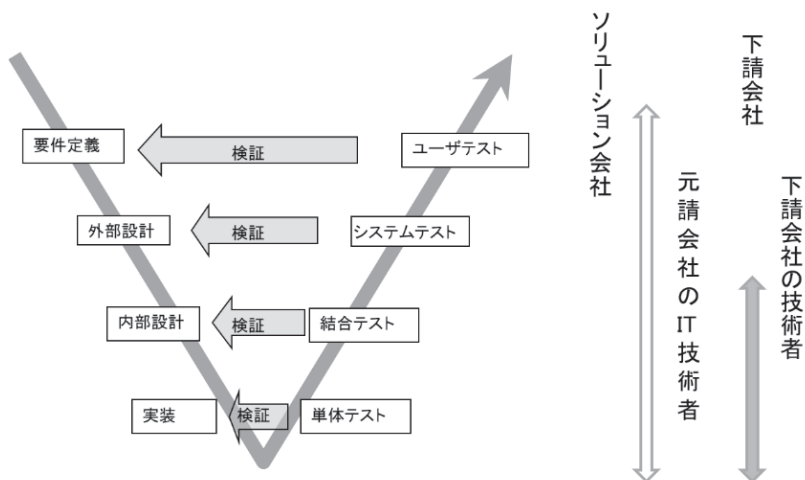 要件定義
検証
ユーザテスト
外部設計
検証
システムテスト
内部設計
検証
結合テスト
実装
検証
単体テスト
ソリューション会社
元請会社のIT技術者
下請会社
下請会社の技術者